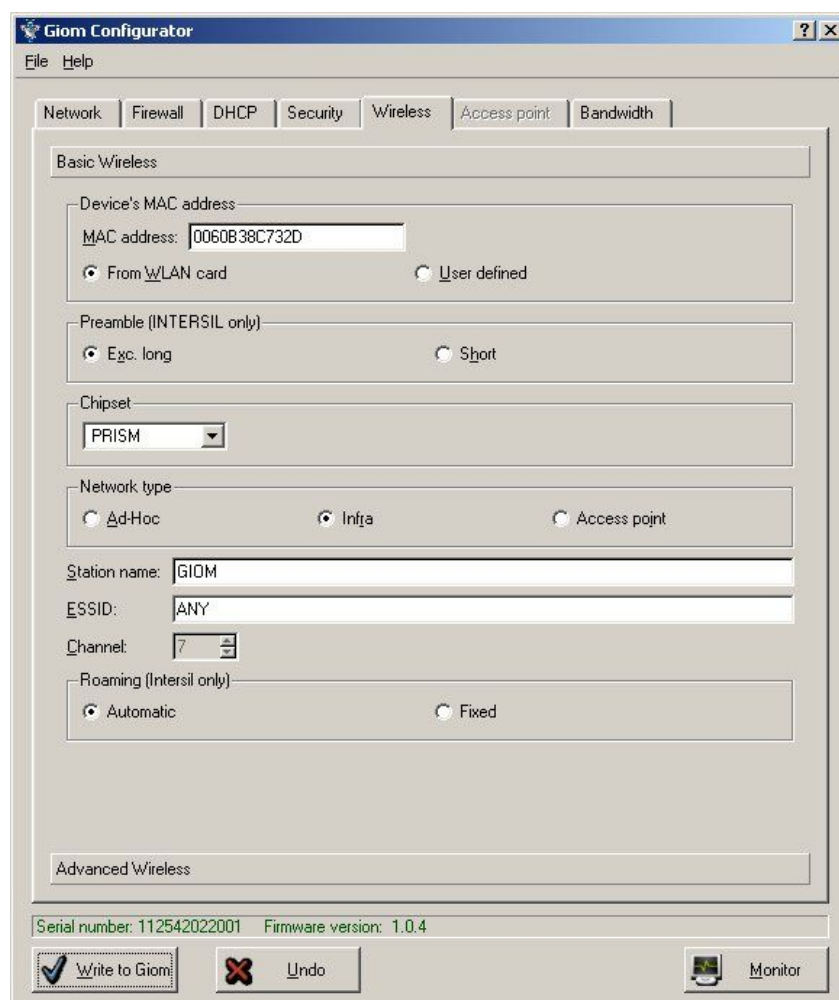 Giom Configurator
File Help
Network Firewall DHCP Security Wireless Access point Bandwidth
Basic Wireless
Device's MAC address
MAC address: 0060B38C732D
From WLAN card User defined
Preamble (INTERSIL only)
Exc. long Short
Chipset
PRISM
Network type
Ad-Hoc Infra Access point
Station name: GIOM
ESSID: ANY
Channel: 7
Roaming (Intersil only)
Automatic Fixed
Advanced Wireless
Serial number: 112542022001 Firmware version: 1.0.4
Write to Giom Undo Monitor